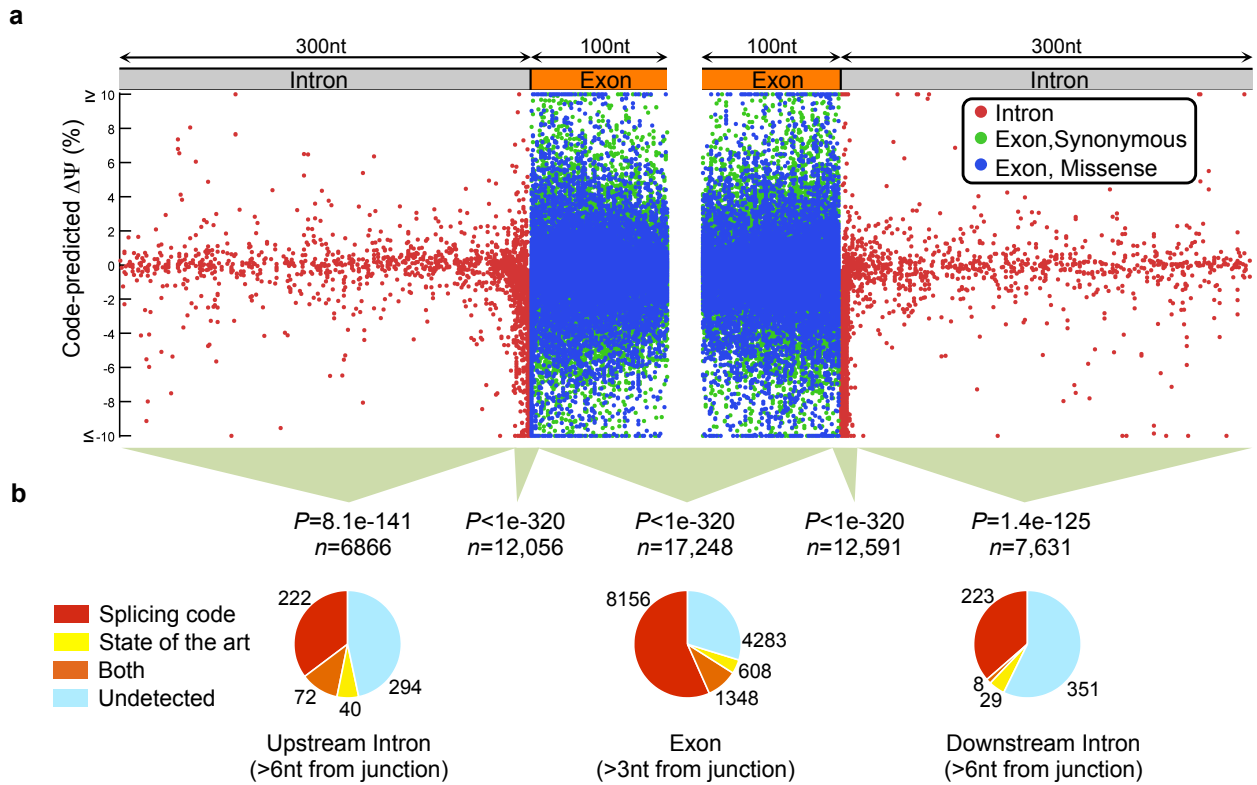 a
300nt 100nt 100nt 300nt
Intron Exon Exon Intron
≥ 10
8
6
4
2
0
-2
-4
-6
-8
≤ -10
Code-predicted ΔΨ (%)
Intron
Exon,Synonymous
Exon, Missense
b
P=8.1e-141 P<1e-320 P<1e-320 P<1e-320 P=1.4e-125
n=6866 n=12,056 n=17,248 n=12,591 n=7,631
Splicing code
State of the art
Both
Undetected
222
72
40
294
8156
4283
608
1348
223
8
29
351
Upstream Intron
(>6nt from junction)
Exon
(>3nt from junction)
Downstream Intron
(>6nt from junction)